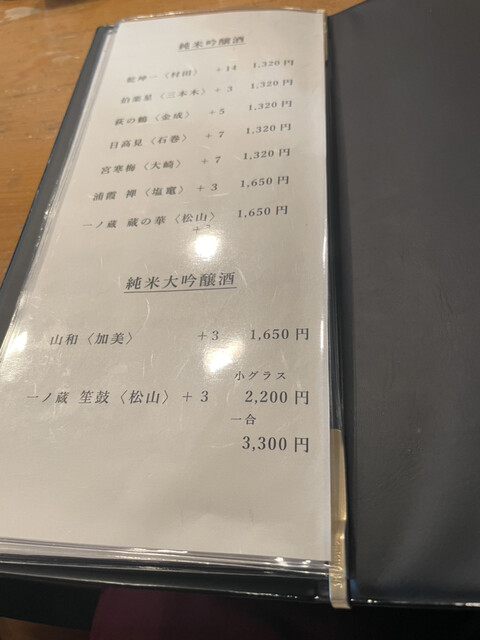 純米吟醸酒
乾坤一〈村田〉 +14 1,320円
伯楽星〈三本木〉 +3 1,320円
萩の鶴〈金成〉 +5 1,320円
日高見〈石巻〉 +7 1,320円
宮寒梅〈大崎〉 +7 1,320円
浦霞 禅〈塩竈〉 +3 1,650円
一ノ蔵 蔵の華〈松山〉 1,650円
純米大吟醸酒
山和〈加美〉 +3 1,650円
小グラス
一ノ蔵 笙鼓〈松山〉 +3 2,200円
一合
3,300円